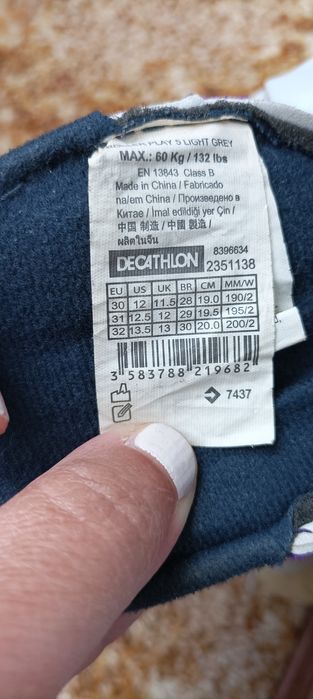 PLAY 5 LIGHT GREY
MAX.: 60 Kg / 132 lbs
EN 13843 Class B
Made in China / Fabricado
na/em China / Произведено в
Китае / İmal edildiği yer Çin /
中国 制造 / 中國 製造 /
ผลิตในจีน
DECATHLON 8396634
2351138
EU US UK BR CM MM/W
30 12 11.5 28 19.0 190/2
31 12.5 12 29 19.5 195/2
32 13.5 13 30 20.0 200/2
3 583788 219682
7437